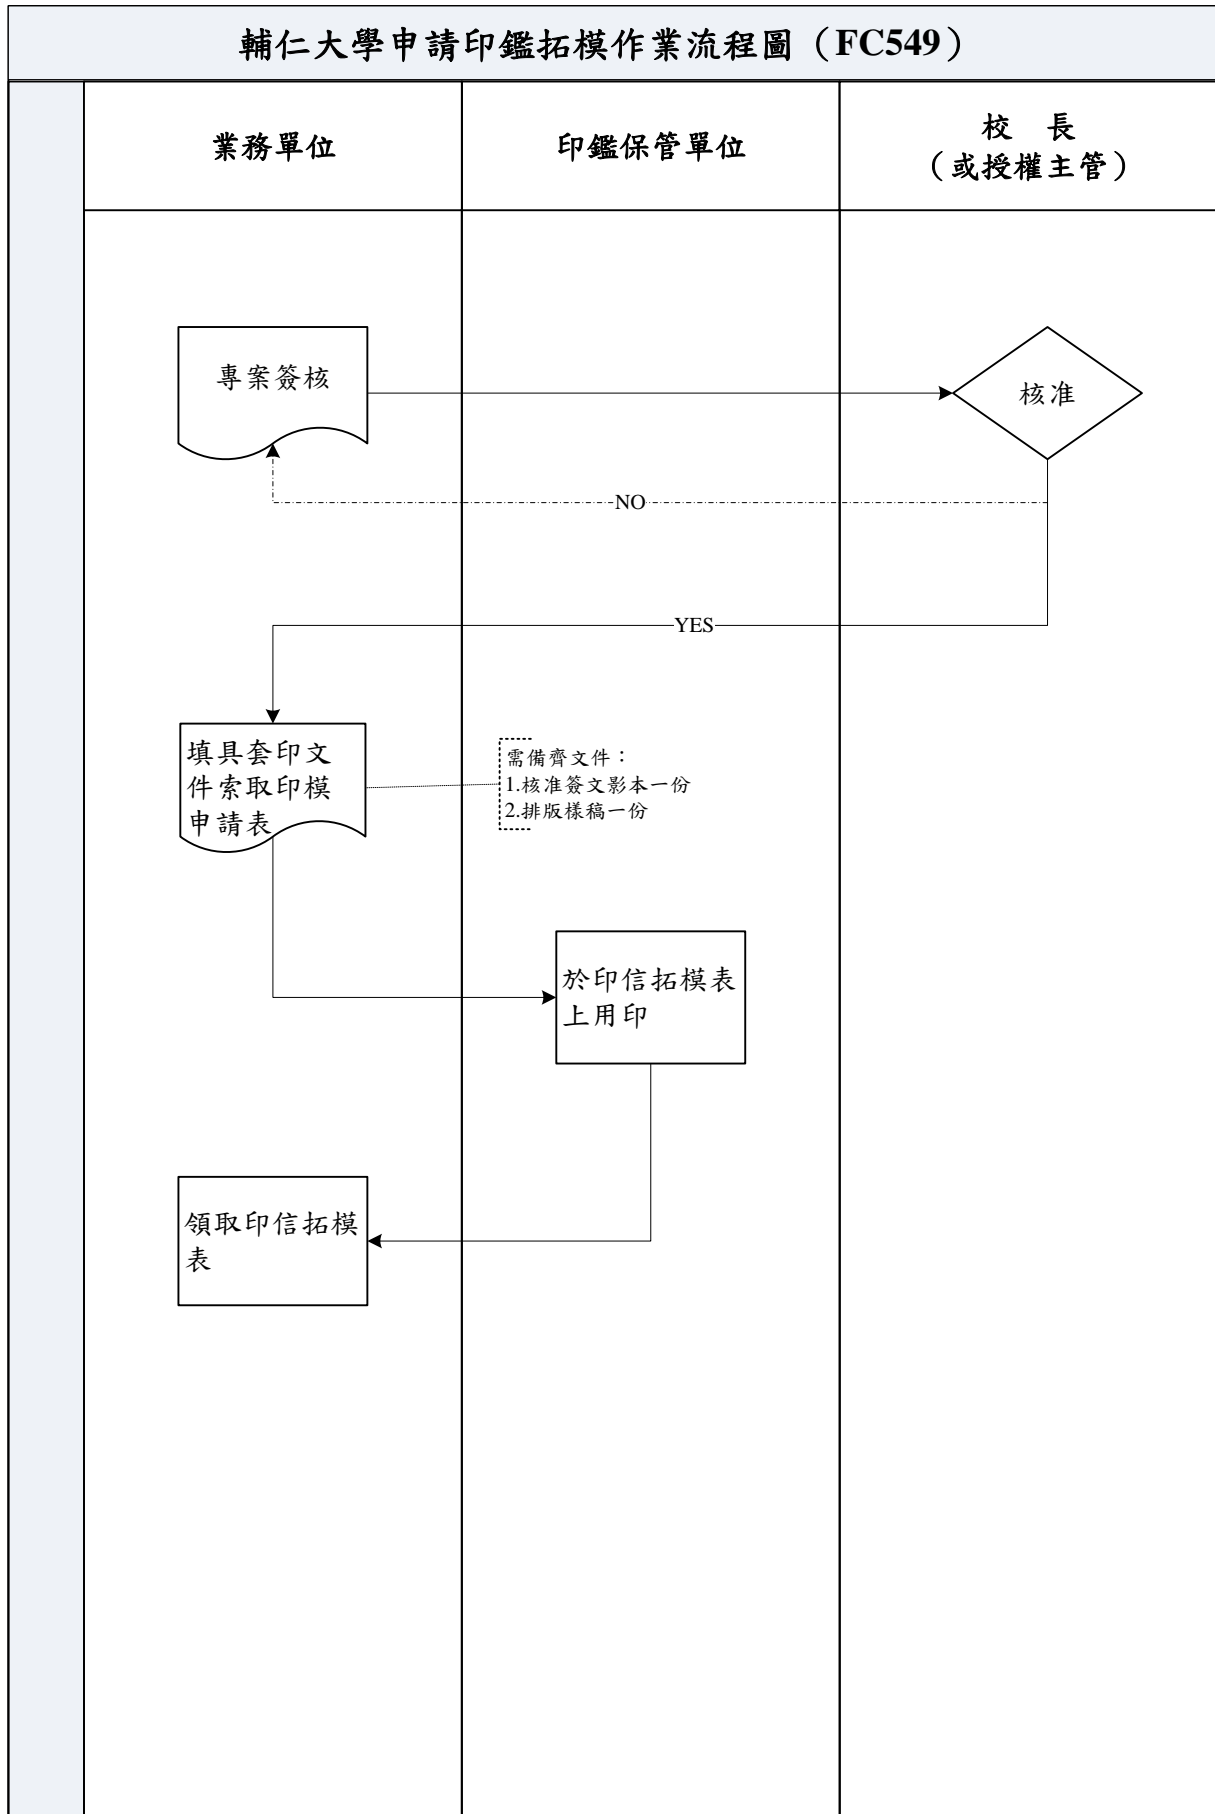 輔仁大學申請印鑑拓模作業流程圖（FC549）
業務單位
印鑑保管單位
校　長
（或授權主管）
專案簽核
核准
NO
YES
填具套印文
件索取印模
申請表
需備齊文件：
1.核准簽文影本一份
2.排版樣稿一份
於印信拓模表
上用印
領取印信拓模
表